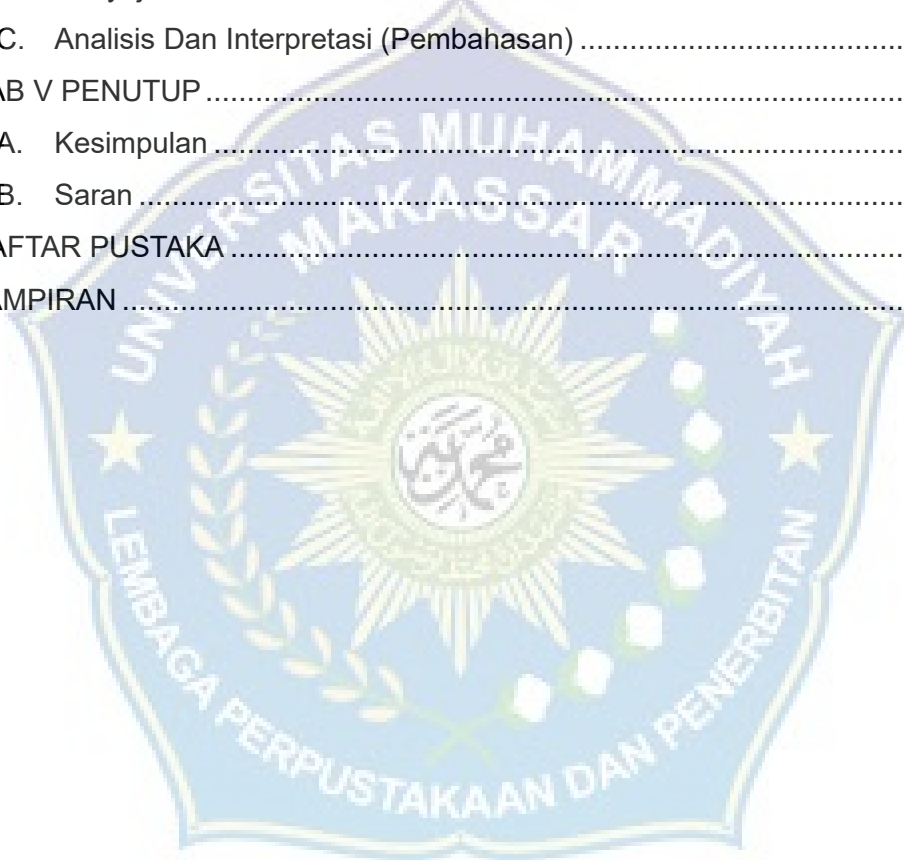 C. Analisis Dan Interpretasi (Pembahasan) ....................................
AB V PENUTUP ....................................
A. Kesimpulan ....................................
B. Saran ....................................
AFTAR PUSTAKA ....................................
AMPIRAN ....................................
UNIVERSITAS MUHAMMADIYAH
MAKASSAR
LEMBAGA PERPUSTAKAAN DAN PENERBITAN